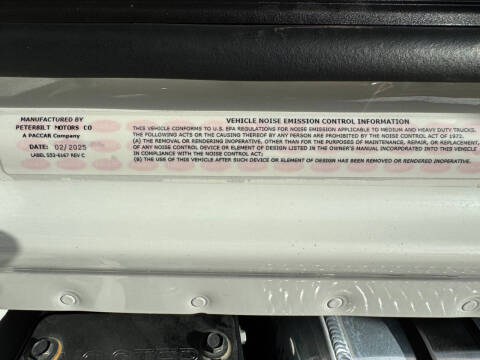 MANUFACTURED BY
PETERBILT MOTORS CO
A PACCAR Company
DATE: 02/2025
LABEL S52-6147 REV C
VEHICLE NOISE EMISSION CONTROL INFORMATION
THIS VEHICLE CONFORMS TO U.S. EPA REGULATIONS FOR NOISE EMISSION APPLICABLE TO MEDIUM AND HEAVY DUTY TRUCKS.
THE FOLLOWING ACTS OR THE CAUSING THEREOF BY ANY PERSON ARE PROHIBITED BY THE NOISE CONTROL ACT OF 1972.
(A) THE REMOVAL OR RENDERING INOPERATIVE, OTHER THAN FOR THE PURPOSES OF MAINTENANCE, REPAIR, OR REPLACEMENT,
OF ANY NOISE CONTROL DEVICE OR ELEMENT OF DESIGN LISTED IN THE OWNER'S MANUAL INCORPORATED INTO THIS VEHICLE
IN COMPLIANCE WITH THE NOISE CONTROL ACT;
(B) THE USE OF THIS VEHICLE AFTER SUCH DEVICE OR ELEMENT OF DESIGN HAS BEEN REMOVED OR RENDERED INOPERATIVE.